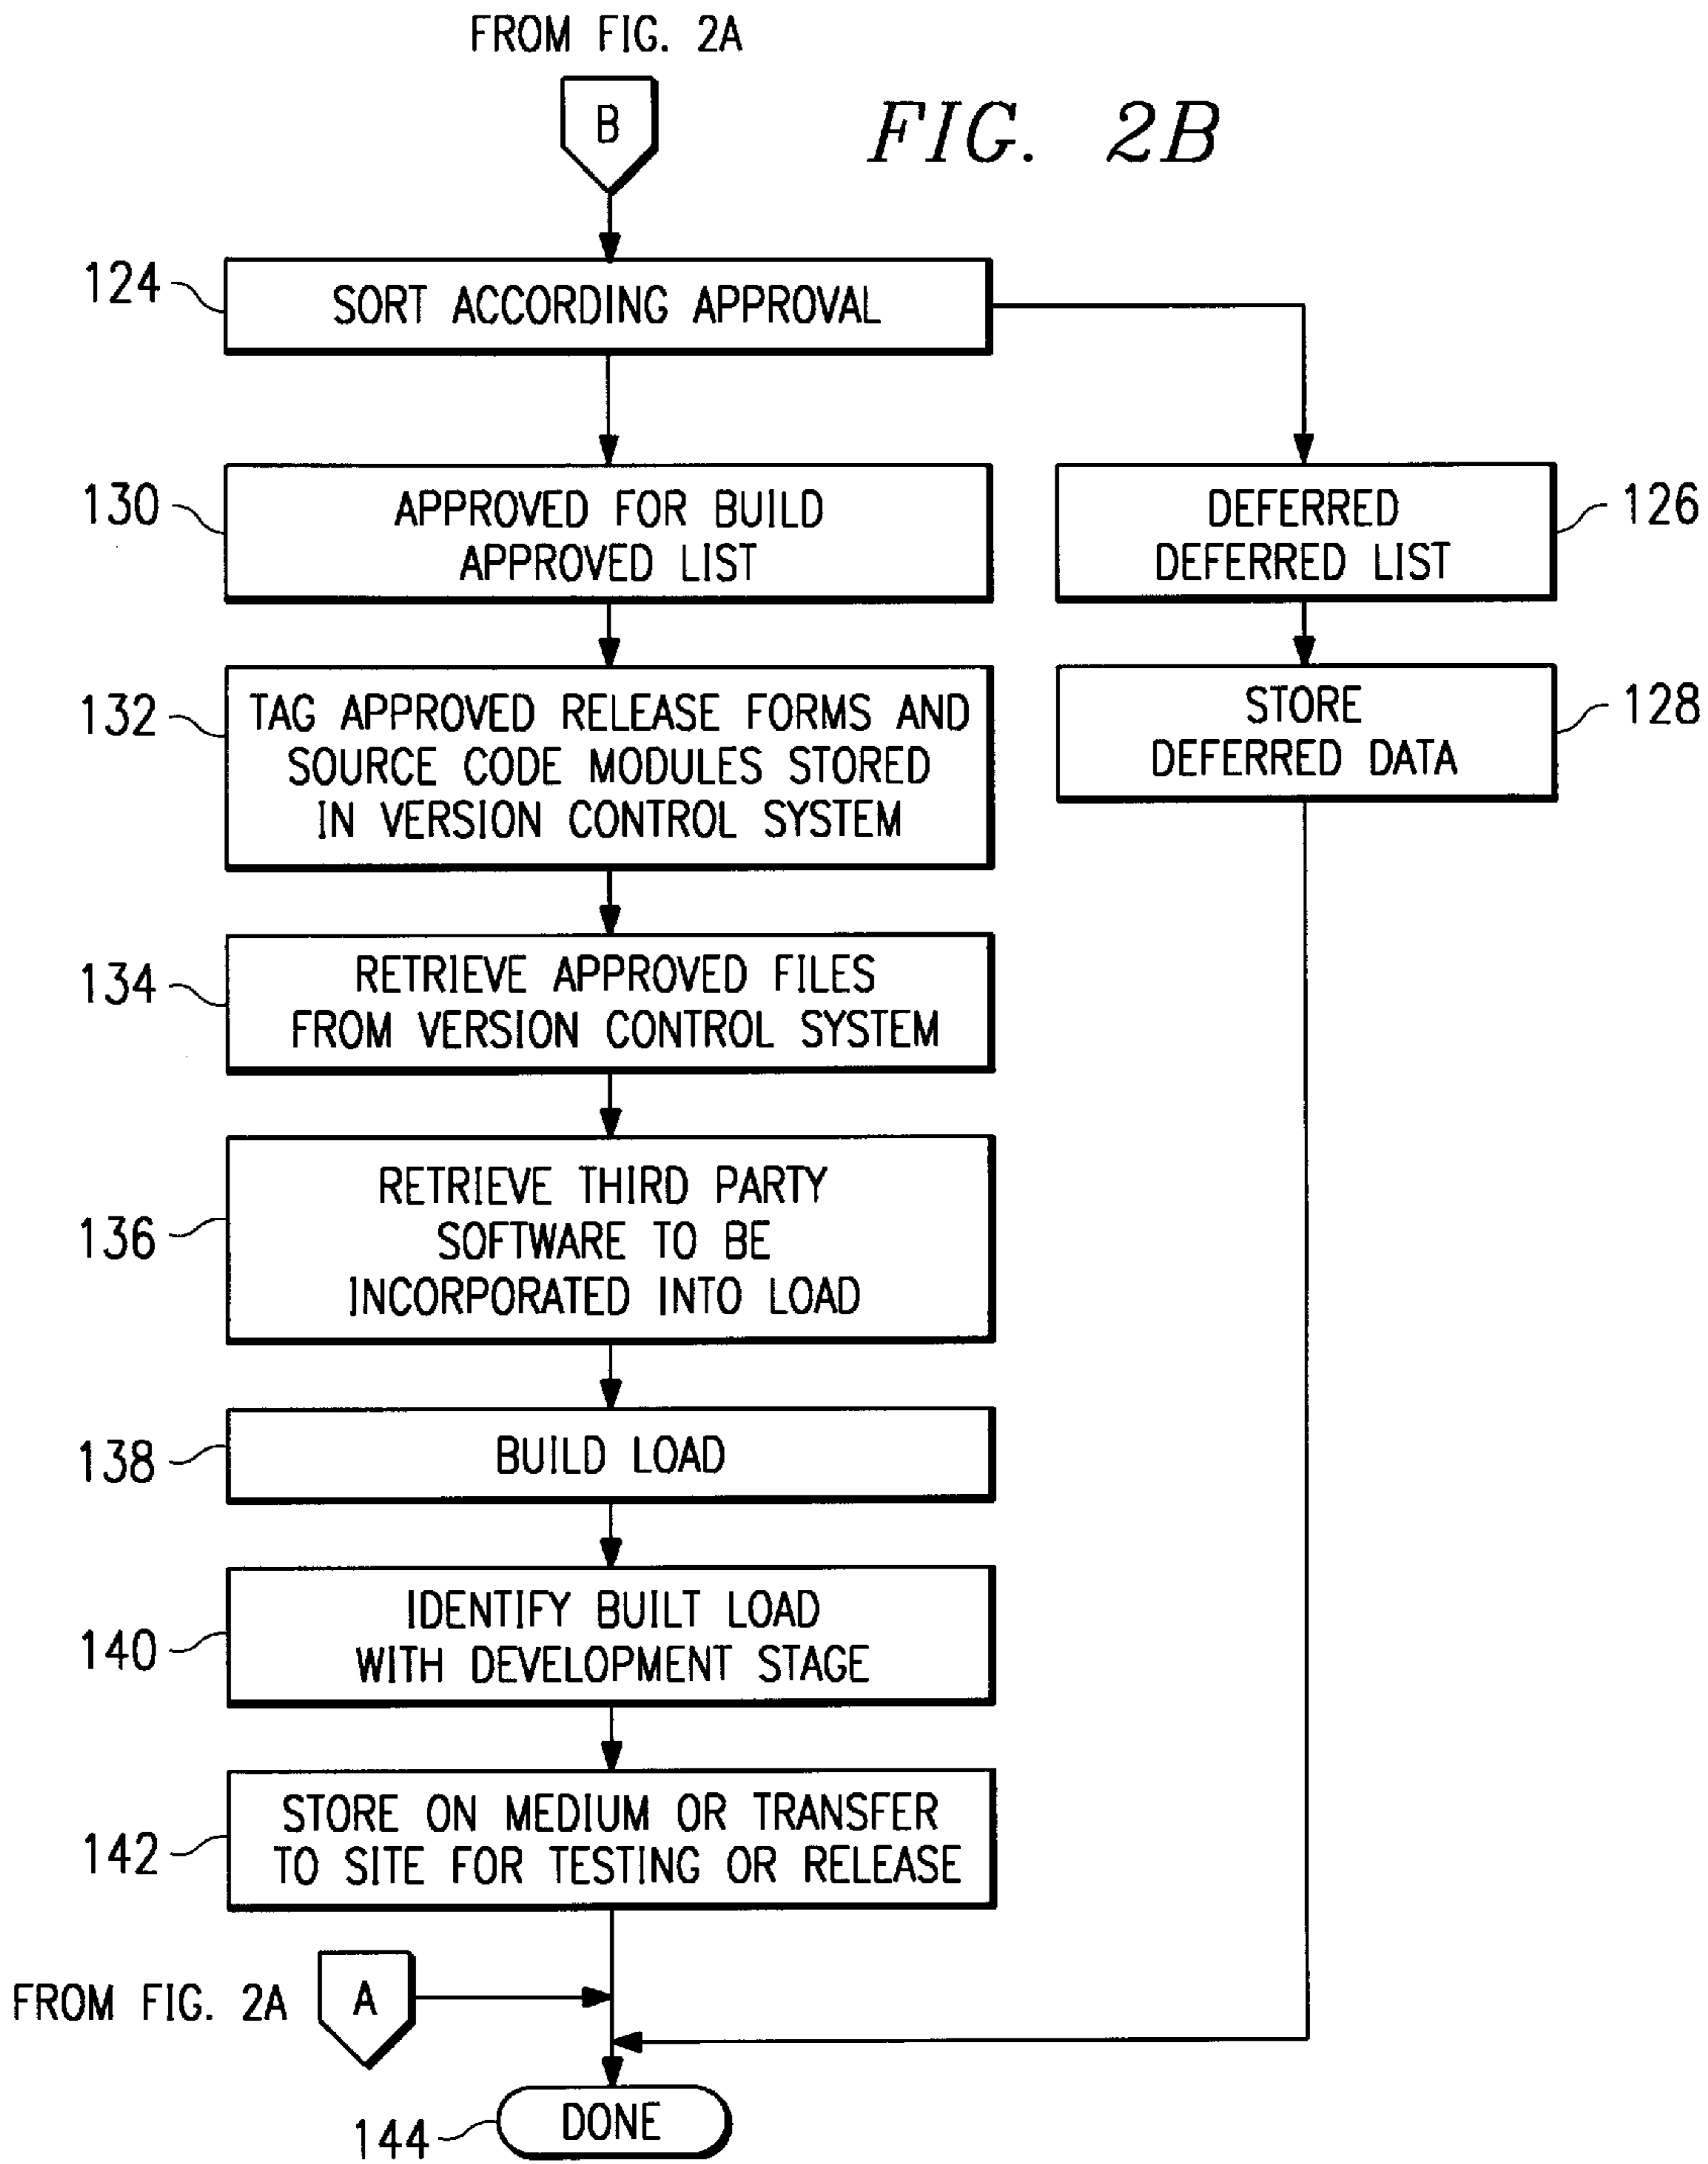 FROM FIG. 2A
B
FIG. 2B
124
SORT ACCORDING APPROVAL
130
APPROVED FOR BUILD
APPROVED LIST
DEFERRED
DEFERRED LIST
126
132
TAG APPROVED RELEASE FORMS AND
SOURCE CODE MODULES STORED
IN VERSION CONTROL SYSTEM
STORE
DEFERRED DATA
128
134
RETRIEVE APPROVED FILES
FROM VERSION CONTROL SYSTEM
136
RETRIEVE THIRD PARTY
SOFTWARE TO BE
INCORPORATED INTO LOAD
138
BUILD LOAD
140
IDENTIFY BUILT LOAD
WITH DEVELOPMENT STAGE
142
STORE ON MEDIUM OR TRANSFER
TO SITE FOR TESTING OR RELEASE
FROM FIG. 2A
A
144
DONE